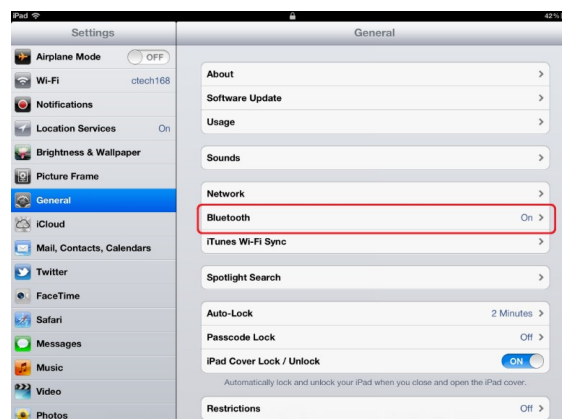 iPad 42%
Settings
Airplane Mode OFF
Wi-Fi ctech168
Notifications
Location Services On
Brightness & Wallpaper
Picture Frame
General
iCloud
Mail, Contacts, Calendars
Twitter
FaceTime
Safari
Messages
Music
Video
Photos
General
About
Software Update
Usage
Sounds
Network
Bluetooth On
iTunes Wi-Fi Sync
Spotlight Search
Auto-Lock 2 Minutes
Passcode Lock Off
iPad Cover Lock / Unlock ON
Automatically lock and unlock your iPad when you close and open the iPad cover.
Restrictions Off